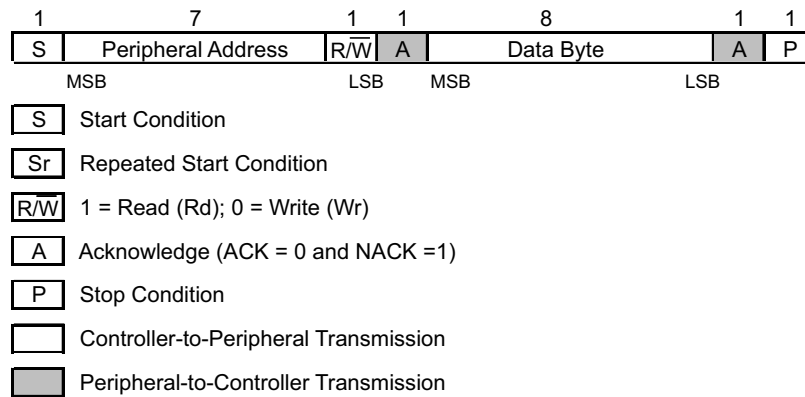 1 7 1 1 8 1 1
S Peripheral Address R/W̅ A Data Byte A P
MSB LSB MSB LSB
S Start Condition
Sr Repeated Start Condition
R/W̅ 1 = Read (Rd); 0 = Write (Wr)
A Acknowledge (ACK = 0 and NACK =1)
P Stop Condition
Controller-to-Peripheral Transmission
Peripheral-to-Controller Transmission